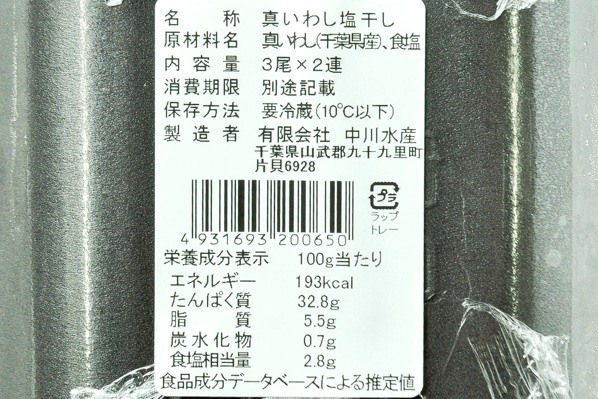 名称 真いわし塩干し
原材料名 真いわし(千葉県産)、食塩
内容量 3尾×2連
消費期限 別途記載
保存方法 要冷蔵(10℃以下)
製造者 有限会社 中川水産
千葉県山武郡九十九里町
片貝6928
プラ
ラップ
トレー
4 931693 200650
栄養成分表示 100g当たり
エネルギー 193kcal
たんぱく質 32.8g
脂質 5.5g
炭水化物 0.7g
食塩相当量 2.8g
食品成分データベースによる推定値